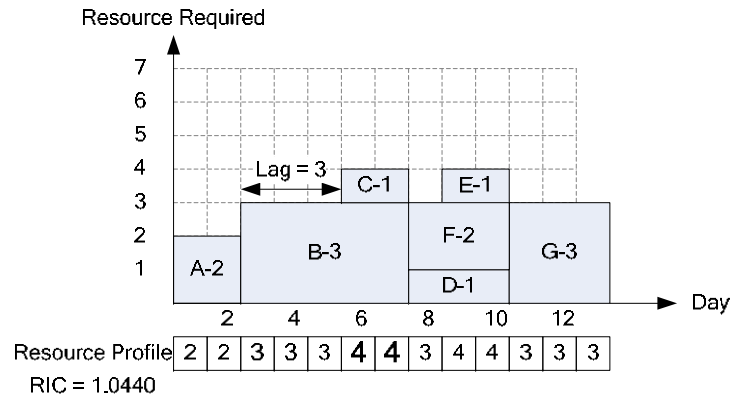 Resource Required
7
6
5
4
Lag = 3
C-1
E-1
3
2
F-2
B-3
G-3
1
A-2
D-1
2 4 6 8 10 12
Day
Resource Profile 2 2 3 3 3 4 4 3 4 4 3 3 3
RIC = 1.0440